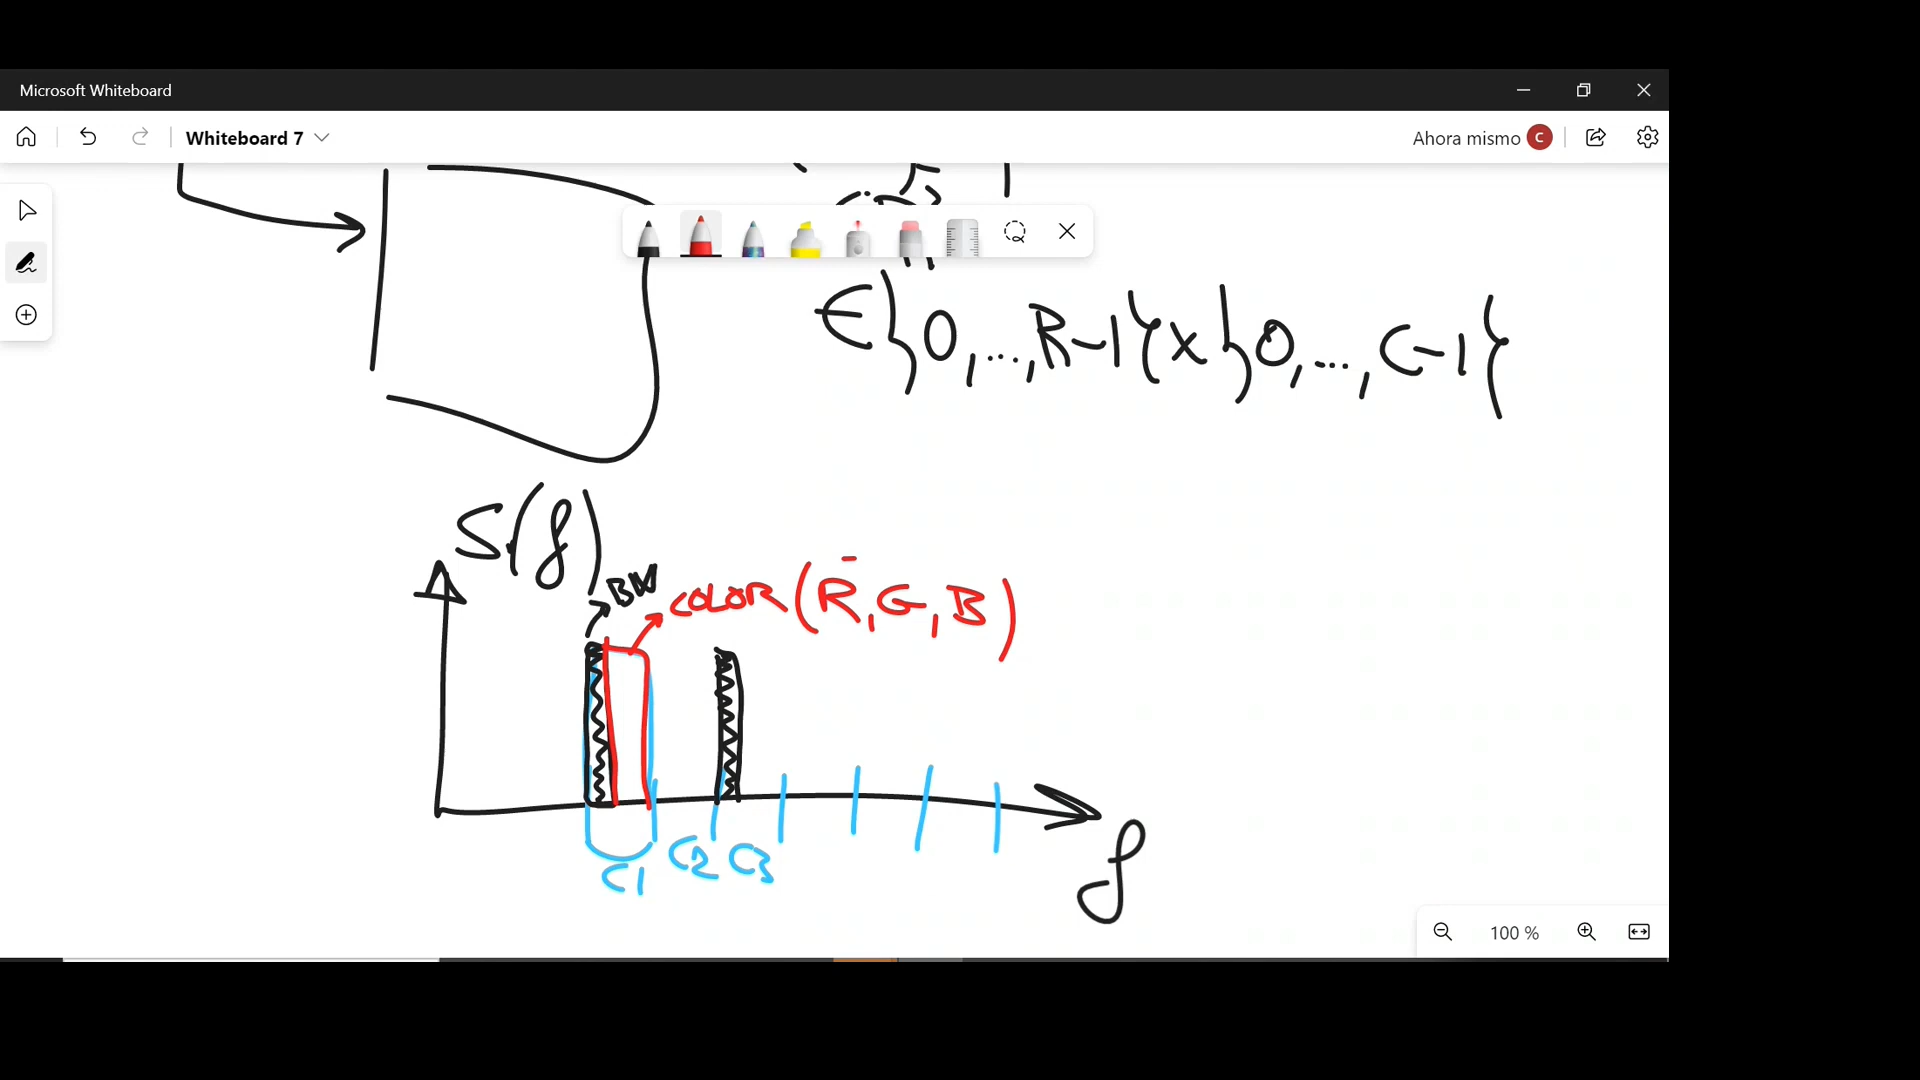 Microsoft Whiteboard
Whiteboard 7
Ahora mismo C
∈}0,...,R-1{x}0,...,C-1{
S(f)
BW
COLOR (R,G,B)
C1 C2 C3
f
100 %